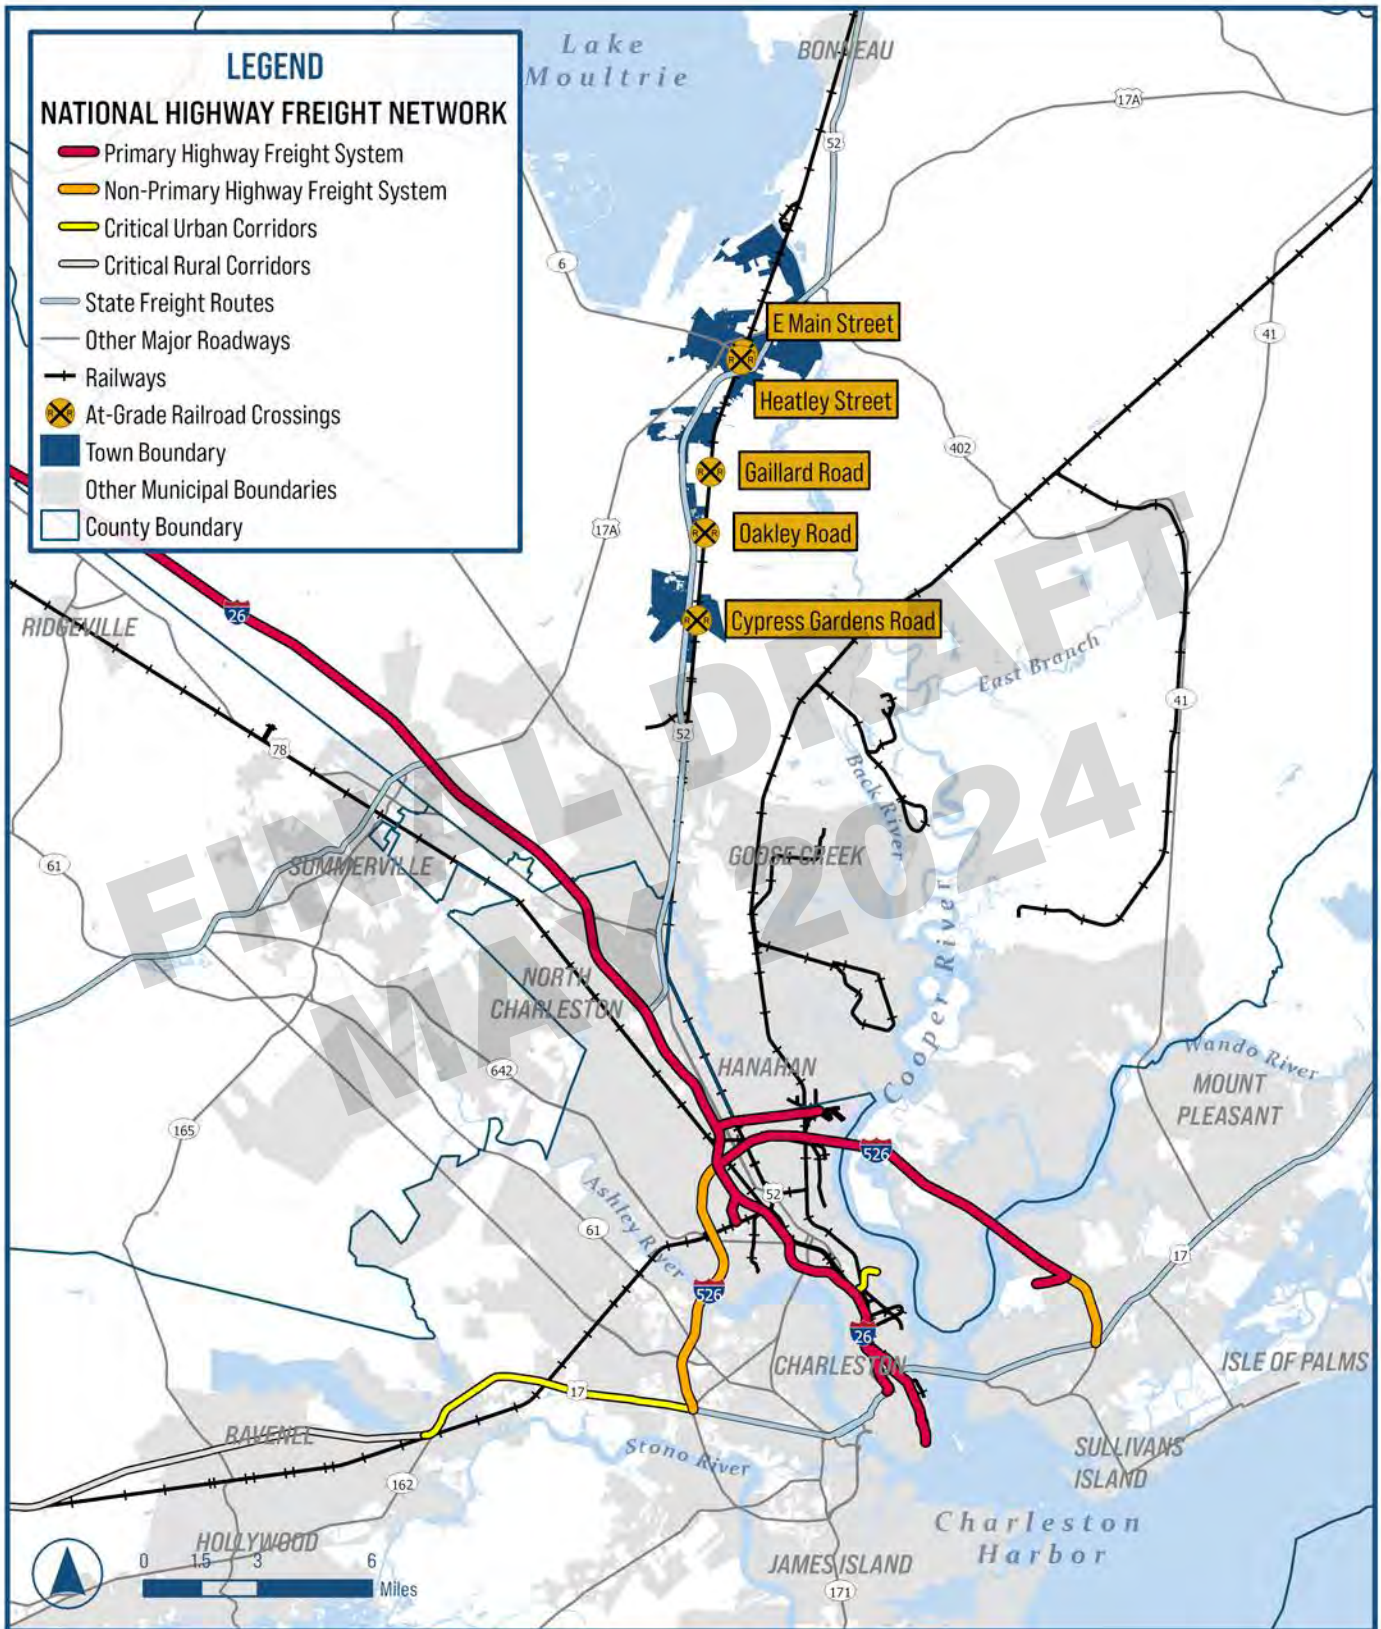 LEGEND
NATIONAL HIGHWAY FREIGHT NETWORK
Primary Highway Freight System
Non-Primary Highway Freight System
Critical Urban Corridors
Critical Rural Corridors
State Freight Routes
Other Major Roadways
Railways
R R At-Grade Railroad Crossings
Town Boundary
Other Municipal Boundaries
County Boundary
Lake
Moultrie
BONNEAU
17A
52
6
41
E Main Street
R R
Heatley Street
402
R R
Gaillard Road
17A
R R
Oakley Road
R R
Cypress Gardens Road
26
RIDGEVILLE
East Branch
41
52
78
Back River
FINAL DRAFT
MAY 2024
61
SUMMERVILLE
GOOSE CREEK
Cooper River
NORTH
CHARLESTON
HANAHAN
642
Wando River
MOUNT
PLEASANT
165
526
52
Ashley River
61
17
526
26
CHARLESTON
ISLE OF PALMS
17
RAVENEL
Stono River
SULLIVANS
ISLAND
162
Charleston
Harbor
HOLLYWOOD
JAMES ISLAND
171
0 1.5 3 6
Miles